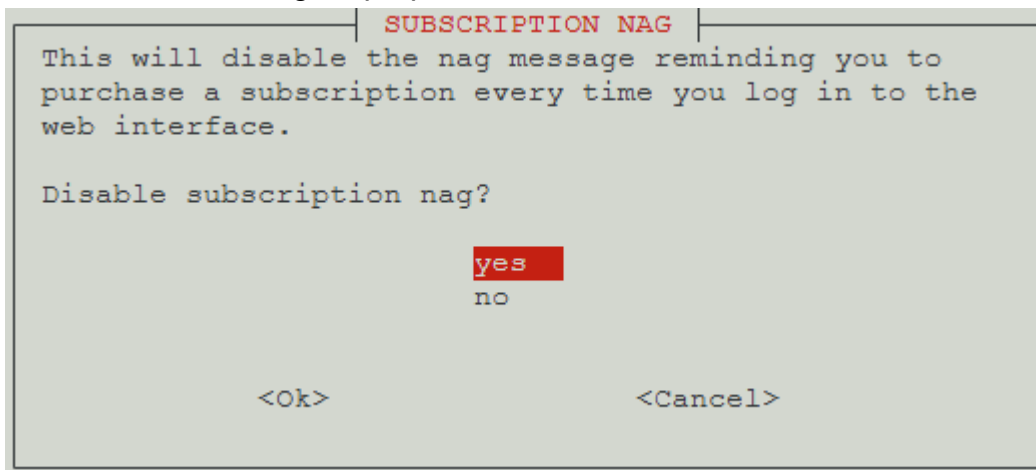 SUBSCRIPTION NAG
This will disable the nag message reminding you to
purchase a subscription every time you log in to the
web interface.
Disable subscription nag?
yes
no
<Ok> <Cancel>